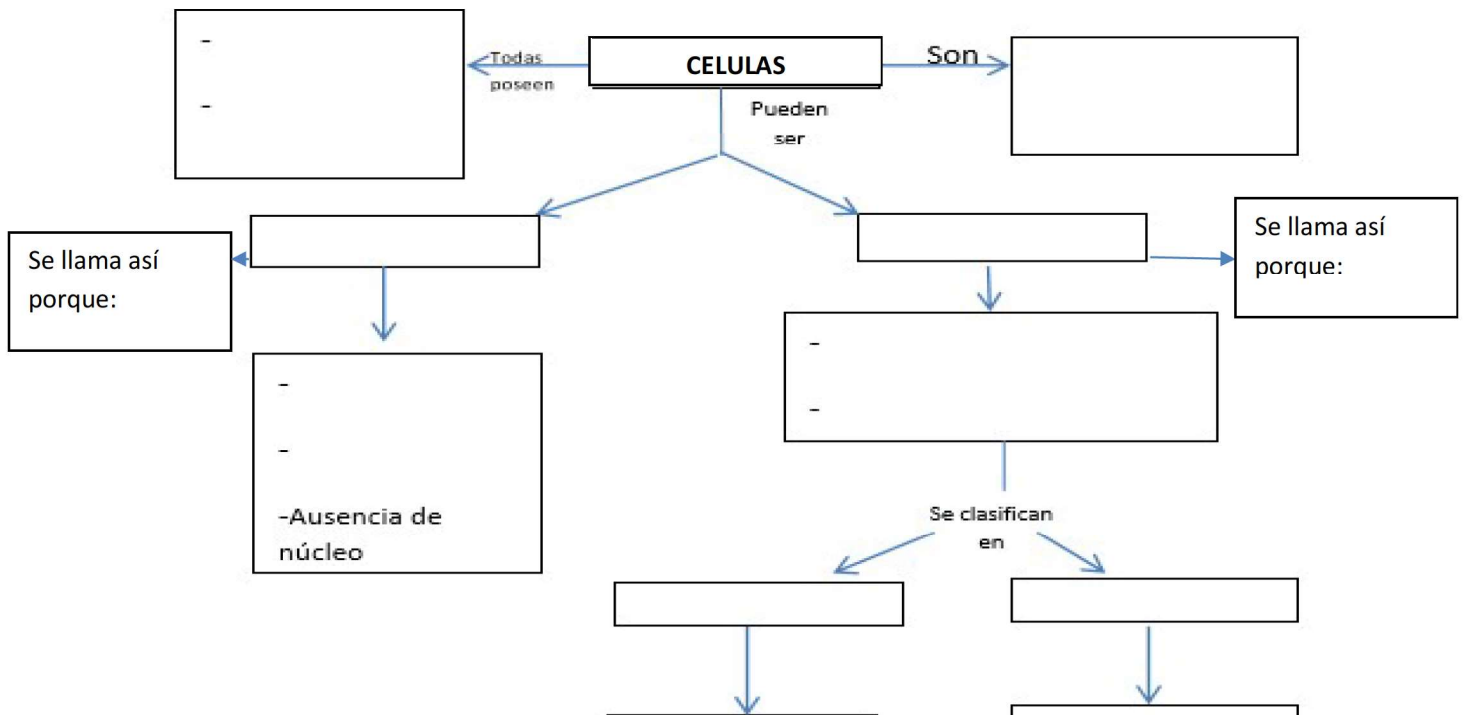 -
-
Todas
poseen
CELULAS
Son
Pueden
ser
Se llama así
porque:
Se llama así
porque:
-
-
-Ausencia de
núcleo
-
-
Se clasifican
en